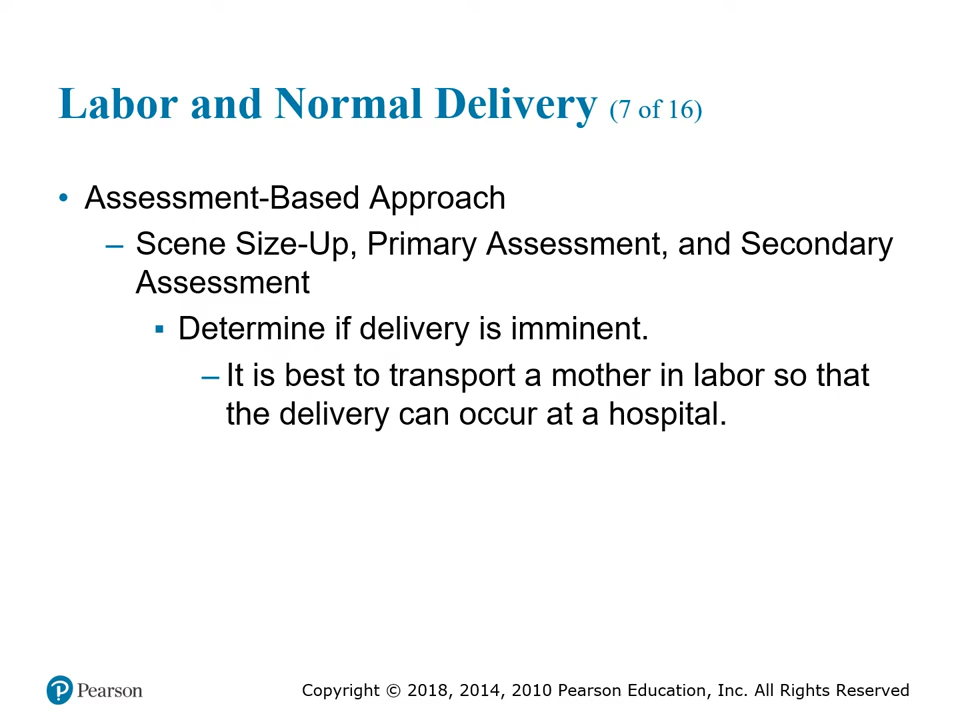 Labor and Normal Delivery (7 of 16)
• Assessment-Based Approach
– Scene Size-Up, Primary Assessment, and Secondary
Assessment
▪ Determine if delivery is imminent.
– It is best to transport a mother in labor so that
the delivery can occur at a hospital.
Pearson
Copyright © 2018, 2014, 2010 Pearson Education, Inc. All Rights Reserved